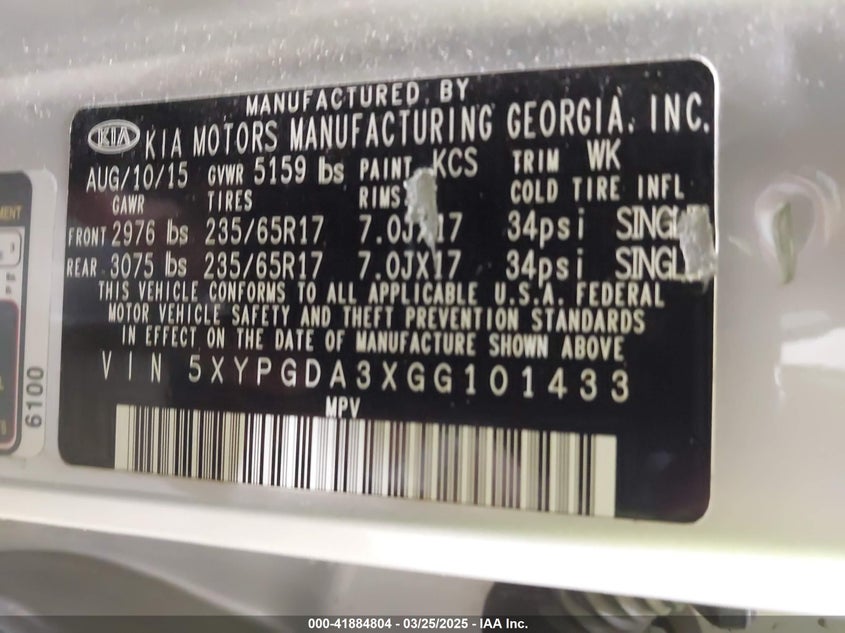 MANUFACTURED BY
KIA KIA MOTORS MANUFACTURING GEORGIA, INC.
AUG/10/15 GVWR 5159 lbs PAINT KCS TRIM WK
GAWR TIRES RIMS COLD TIRE INFL
FRONT 2976 lbs 235/65R17 7.0JX17 34psi SINGLE
REAR 3075 lbs 235/65R17 7.0JX17 34psi SINGLE
THIS VEHICLE CONFORMS TO ALL APPLICABLE U.S.A. FEDERAL
MOTOR VEHICLE SAFETY AND THEFT PREVENTION STANDARDS
IN EFFECT ON THE DATE OF MANUFACTURE SHOWN ABOVE
VIN 5XYPGDA3XGG101433
MPV
6100
000-41884804 - 03/25/2025 - IAA Inc.